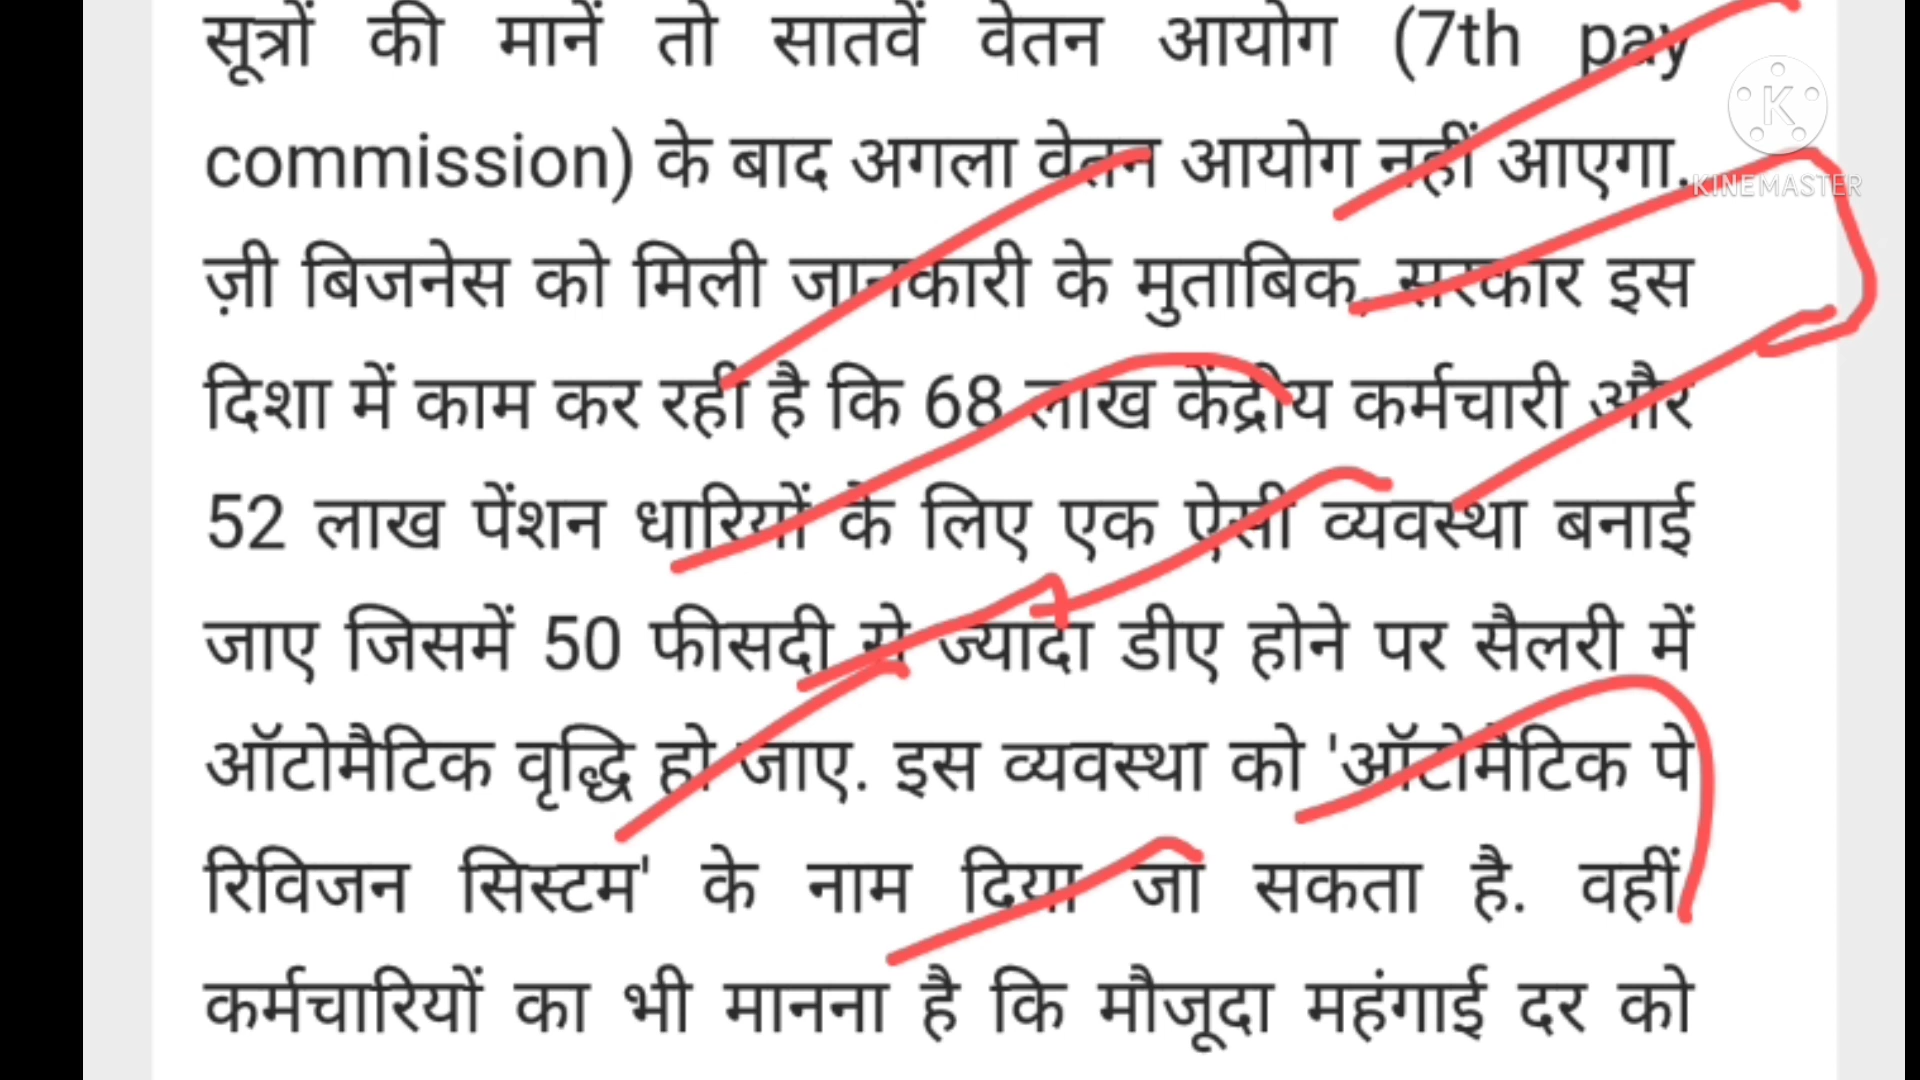 सूत्रों की मानें तो सातवें वेतन आयोग (7th pay
commission) के बाद अगला वेतन आयोग नहीं आएगा.
ज़ी बिजनेस को मिली जानकारी के मुताबिक, सरकार इस
दिशा में काम कर रही है कि 68 लाख केंद्रीय कर्मचारी और
52 लाख पेंशन धारियों के लिए एक ऐसी व्यवस्था बनाई
जाए जिसमें 50 फीसदी से ज्यादा डीए होने पर सैलरी में
ऑटोमैटिक वृद्धि हो जाए. इस व्यवस्था को 'ऑटोमैटिक पे
रिविजन सिस्टम' के नाम दिया जा सकता है. वहीं
कर्मचारियों का भी मानना है कि मौजूदा महंगाई दर को
K
KINEMASTER